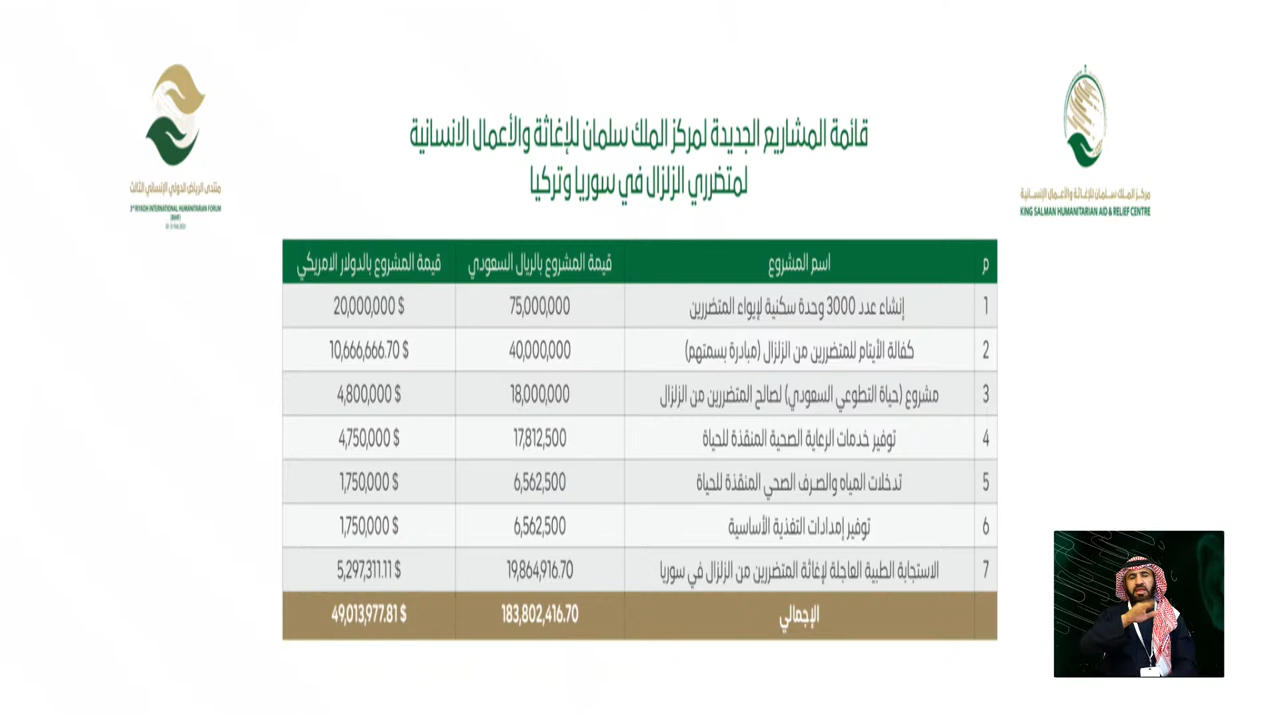 قائمة المشاريع الجديدة لمركز الملك سلمان للإغاثة والأعمال الانسانية
لمتضرري الزلزال في سوريا وتركيا
مركز الملك سلمان للإغاثة والأعمال الإنسانية
KING SALMAN HUMANITARIAN AID & RELIEF CENTRE
منتدى الرياض الدولي الإنساني الثالث
3RD RIYADH INTERNATIONAL HUMANITARIAN FORUM
(RIHF)
م اسم المشروع قيمة المشروع بالريال السعودي قيمة المشروع بالدولار الامريكي
1 إنشاء عدد 3000 وحدة سكنية لإيواء المتضررين 75,000,000 20,000,000 $
2 كفالة الأيتام للمتضررين من الزلزال (مبادرة بسمتهم) 40,000,000 10,666,666.70 $
3 مشروع (حياة التطوعي السعودي) لصالح المتضررين من الزلزال 18,000,000 4,800,000 $
4 توفير خدمات الرعاية الصحية المنقذة للحياة 17,812,500 4,750,000 $
5 تدخلات المياه والصرف الصحي المنقذة للحياة 6,562,500 1,750,000 $
6 توفير إمدادات التغذية الأساسية 6,562,500 1,750,000 $
7 الاستجابة الطبية العاجلة لإغاثة المتضررين من الزلزال في سوريا 19,864,916.70 5,297,311.11 $
الإجمالي 183,802,416.70 49,013,977.81 $